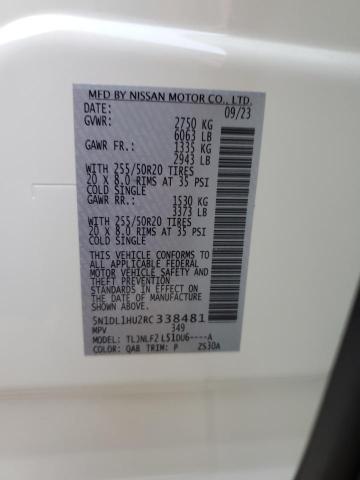 MFD BY NISSAN MOTOR CO., LTD.
DATE: 09/23
GVWR: 2750 KG
6063 LB
GAWR FR.: 1335 KG
2943 LB
WITH 255/50R20 TIRES
20 X 8.0 RIMS AT 35 PSI
COLD SINGLE
GAWR RR.: 1530 KG
3373 LB
WITH 255/50R20 TIRES
20 X 8.0 RIMS AT 35 PSI
COLD SINGLE
THIS VEHICLE CONFORMS
TO ALL APPLICABLE FEDERAL
MOTOR VEHICLE SAFETY AND
AND THEFT PREVENTION
STANDARDS IN EFFECT ON
THE DATE OF MANUFACTURE
SHOWN ABOVE.
5N1DL1HU2RC338481
MPV 349
MODEL: TLJNLF2L51DU6----A
COLOR: QAB TRIM: P ZS30A